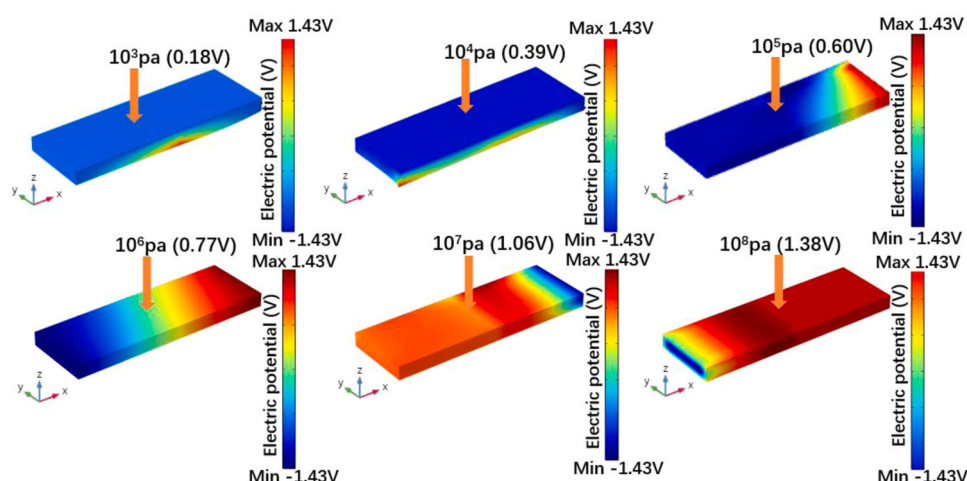 Max 1.43V
10³pa (0.18V)
Electric potential (V)
Min -1.43V
z
y
x
Max 1.43V
10⁴pa (0.39V)
Electric potential (V)
Min -1.43V
z
y
x
Max 1.43V
10⁵pa (0.60V)
Electric potential (V)
Min -1.43V
z
y
x
Max 1.43V
10⁶pa (0.77V)
Electric potential (V)
Min -1.43V
z
y
x
Max 1.43V
10⁷pa (1.06V)
Electric potential (V)
Min -1.43V
z
y
x
Max 1.43V
10⁸pa (1.38V)
Electric potential (V)
Min -1.43V
z
y
x